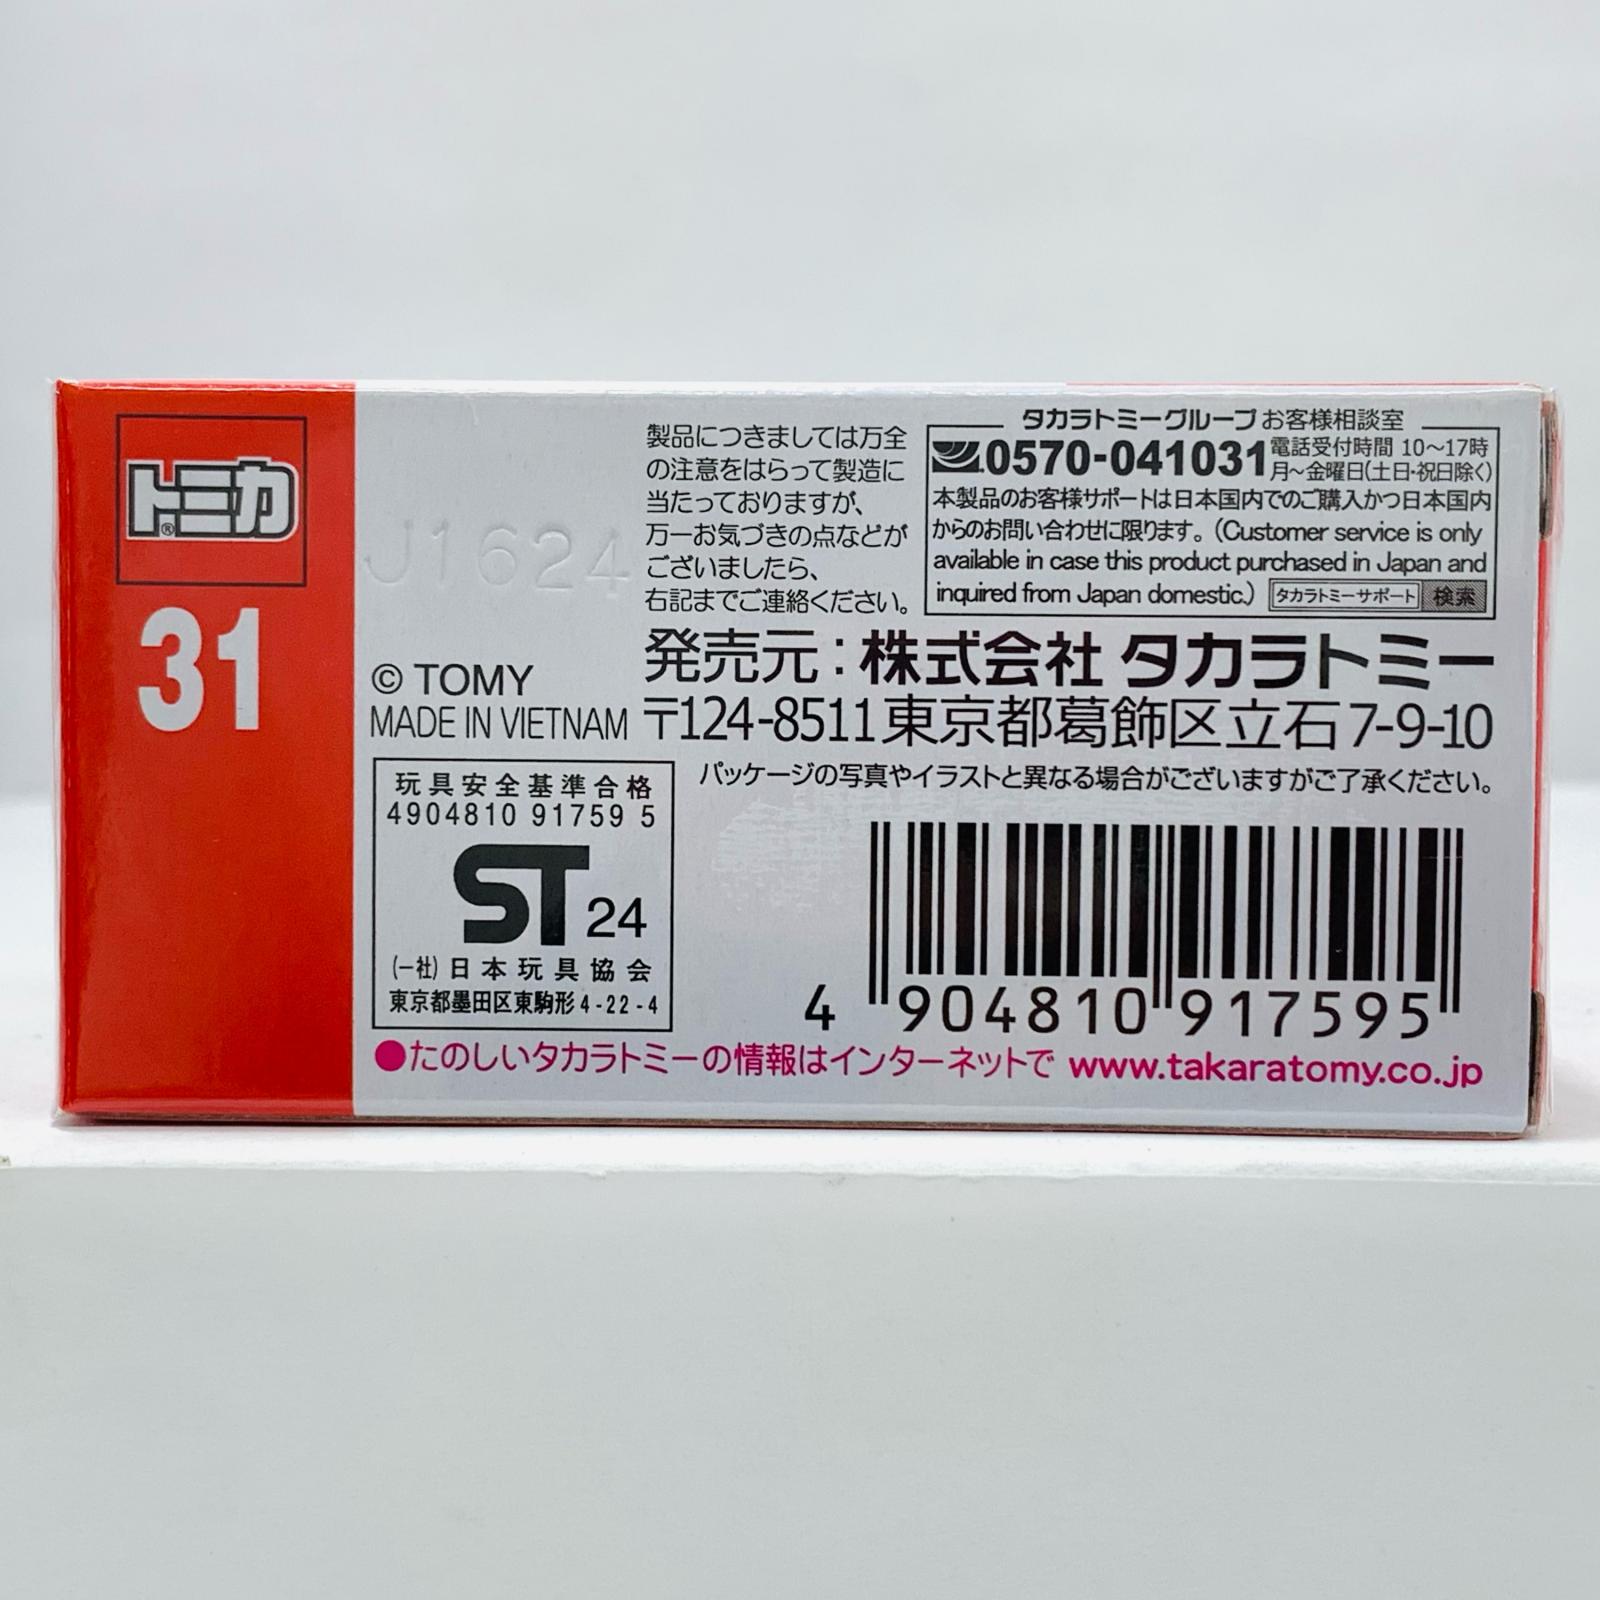 トミカ®
31
J1624
© TOMY
MADE IN VIETNAM
製品につきましては万全
の注意をはらって製造に
当たっておりますが、
万一お気づきの点などが
ございましたら、
右記までご連絡ください。
タカラトミーグループお客様相談室
0570-041031 電話受付時間 10〜17時
月〜金曜日(土日・祝日除く)
本製品のお客様サポートは日本国内でのご購入かつ日本国内
からのお問い合わせに限ります。(Customer service is only
available in case this product purchased in Japan and
inquired from Japan domestic.) タカラトミーサポート 検索
発売元:株式会社 タカラトミー
〒124-8511 東京都葛飾区立石7-9-10
パッケージの写真やイラストと異なる場合がございますがご了承ください。
玩具安全基準合格
4904810 91759 5
ST 24
(一社)日本玩具協会
東京都墨田区東駒形4-22-4
4 904810 917595
●たのしいタカラトミーの情報はインターネットで www.takaratomy.co.jp